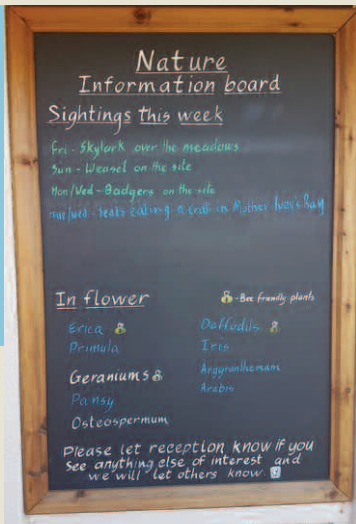 Nature
Information board
Sightings this week
Fri - Skylark over the meadows
Sun - Weasel on the site
Mon/Wed - Badgers on the site
Tue/wed - seals eating a crab in Mother Ivey's Bay
In flower
- Bee friendly plants
Erica
Daffodils
Primula
Iris
Geraniums
Argyranthemum
Pansy
Arabis
Osteospermum
Please let reception know if you
see anything else of interest and
we will let others know.